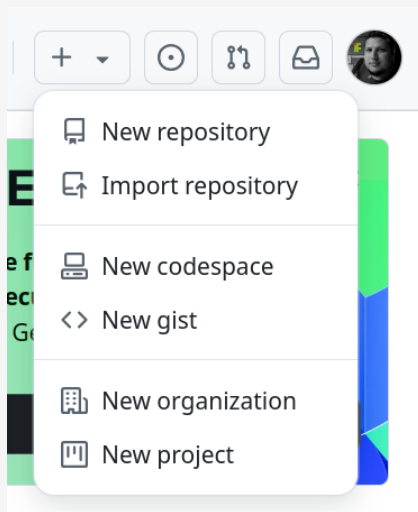 New repository
Import repository
New codespace
New gist
New organization
New project